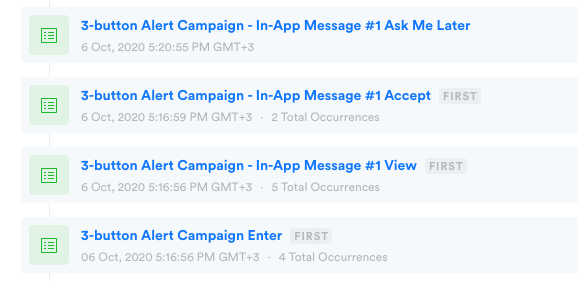 3-button Alert Campaign - In-App Message #1 Ask Me Later
6 Oct, 2020 5:20:55 PM GMT+3
3-button Alert Campaign - In-App Message #1 Accept FIRST
6 Oct, 2020 5:16:59 PM GMT+3 · 2 Total Occurrences
3-button Alert Campaign - In-App Message #1 View FIRST
6 Oct, 2020 5:16:56 PM GMT+3 · 5 Total Occurrences
3-button Alert Campaign Enter FIRST
06 Oct, 2020 5:16:56 PM GMT+3 · 4 Total Occurrences